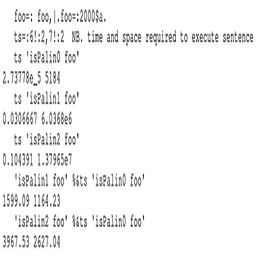 foo=: foo,|.foo=:2000$a.
ts=:6!:2,7!:2  NB. time and space required to execute sentence
ts 'isPalin0 foo'
2.73778e_5 5184
ts 'isPalin1 foo'
0.0306667 6.0368e6
ts 'isPalin2 foo'
0.104391 1.37965e7
'isPalin1 foo' %&ts 'isPalin0 foo'
1599.09 1164.23
'isPalin2 foo' %&ts 'isPalin0 foo'
3967.53 2627.04